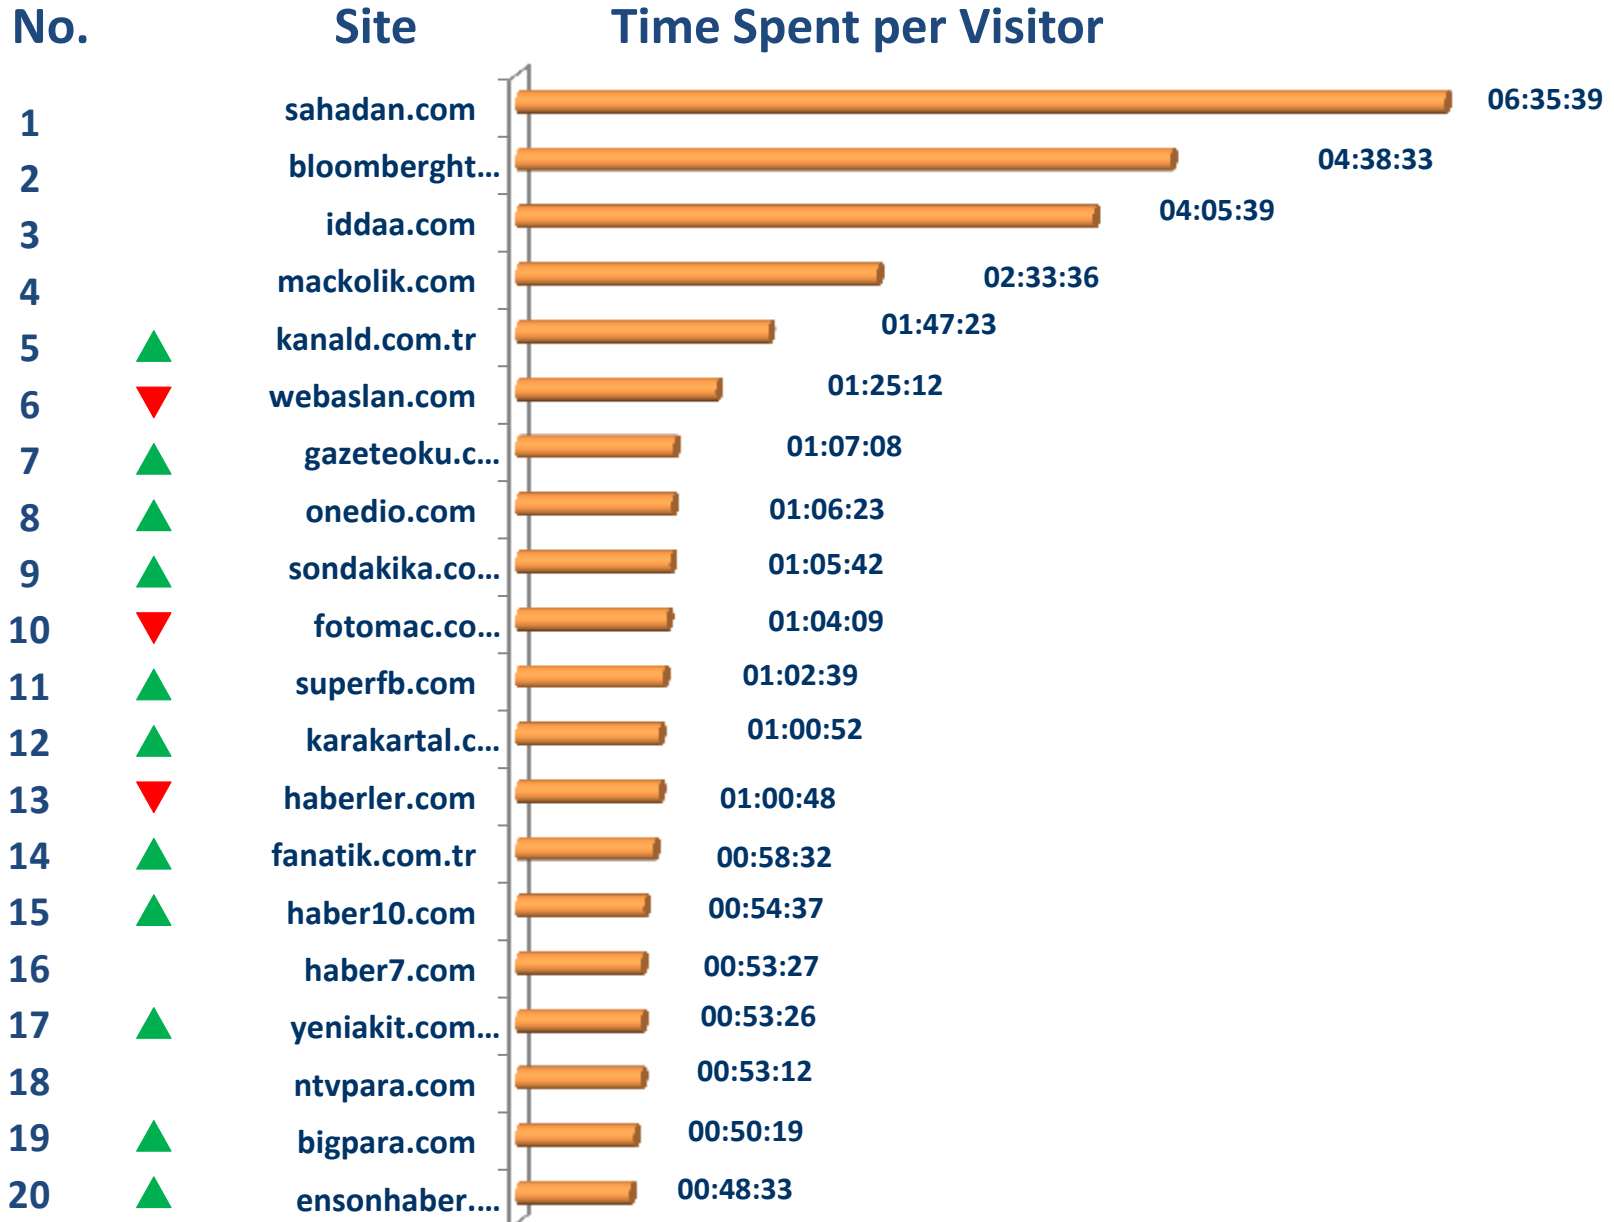 No. Site Time Spent per Visitor
1 sahadan.com 06:35:39
2 bloomberght... 04:38:33
3 iddaa.com 04:05:39
4 mackolik.com 02:33:36
5 kanald.com.tr 01:47:23
6 webaslan.com 01:25:12
7 gazeteoku.c... 01:07:08
8 onedio.com 01:06:23
9 sondakika.co... 01:05:42
10 fotomac.co... 01:04:09
11 superfb.com 01:02:39
12 karakartal.c... 01:00:52
13 haberler.com 01:00:48
14 fanatik.com.tr 00:58:32
15 haber10.com 00:54:37
16 haber7.com 00:53:27
17 yeniakit.com... 00:53:26
18 ntvpara.com 00:53:12
19 bigpara.com 00:50:19
20 ensonhaber.... 00:48:33